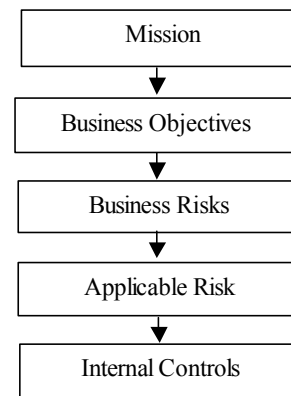 Mission
Business Objectives
Business Risks
Applicable Risk
Internal Controls